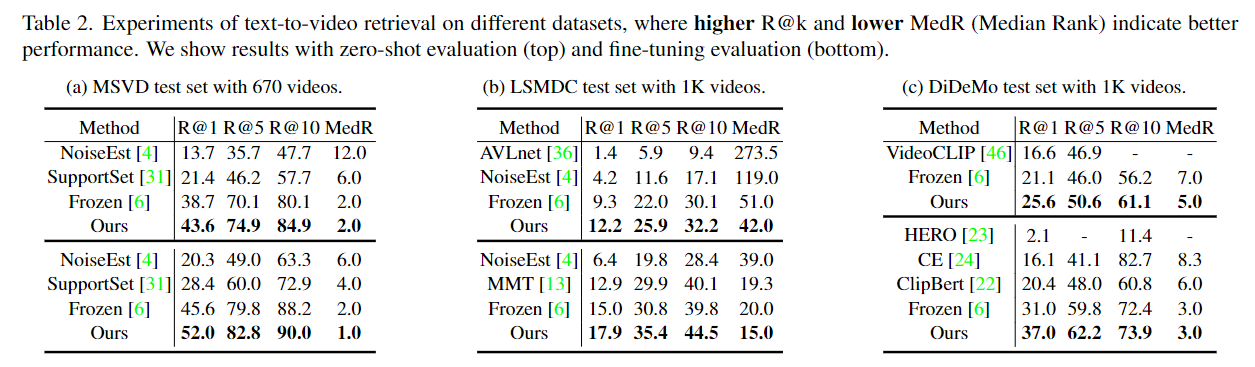 Table 2. Experiments of text-to-video retrieval on different datasets, where higher R@k and lower MedR (Median Rank) indicate better
performance. We show results with zero-shot evaluation (top) and fine-tuning evaluation (bottom).
(a) MSVD test set with 670 videos.
Method R@1 R@5 R@10 MedR
NoiseEst [4] 13.7 35.7 47.7 12.0
SupportSet [31] 21.4 46.2 57.7 6.0
Frozen [6] 38.7 70.1 80.1 2.0
Ours 43.6 74.9 84.9 2.0
NoiseEst [4] 20.3 49.0 63.3 6.0
SupportSet [31] 28.4 60.0 72.9 4.0
Frozen [6] 45.6 79.8 88.2 2.0
Ours 52.0 82.8 90.0 1.0
(b) LSMDC test set with 1K videos.
Method R@1 R@5 R@10 MedR
AVLnet [36] 1.4 5.9 9.4 273.5
NoiseEst [4] 4.2 11.6 17.1 119.0
Frozen [6] 9.3 22.0 30.1 51.0
Ours 12.2 25.9 32.2 42.0
NoiseEst [4] 6.4 19.8 28.4 39.0
MMT [13] 12.9 29.9 40.1 19.3
Frozen [6] 15.0 30.8 39.8 20.0
Ours 17.9 35.4 44.5 15.0
(c) DiDeMo test set with 1K videos.
Method R@1 R@5 R@10 MedR
VideoCLIP [46] 16.6 46.9 - -
Frozen [6] 21.1 46.0 56.2 7.0
Ours 25.6 50.6 61.1 5.0
HERO [23] 2.1 - 11.4 -
CE [24] 16.1 41.1 82.7 8.3
ClipBert [22] 20.4 48.0 60.8 6.0
Frozen [6] 31.0 59.8 72.4 3.0
Ours 37.0 62.2 73.9 3.0